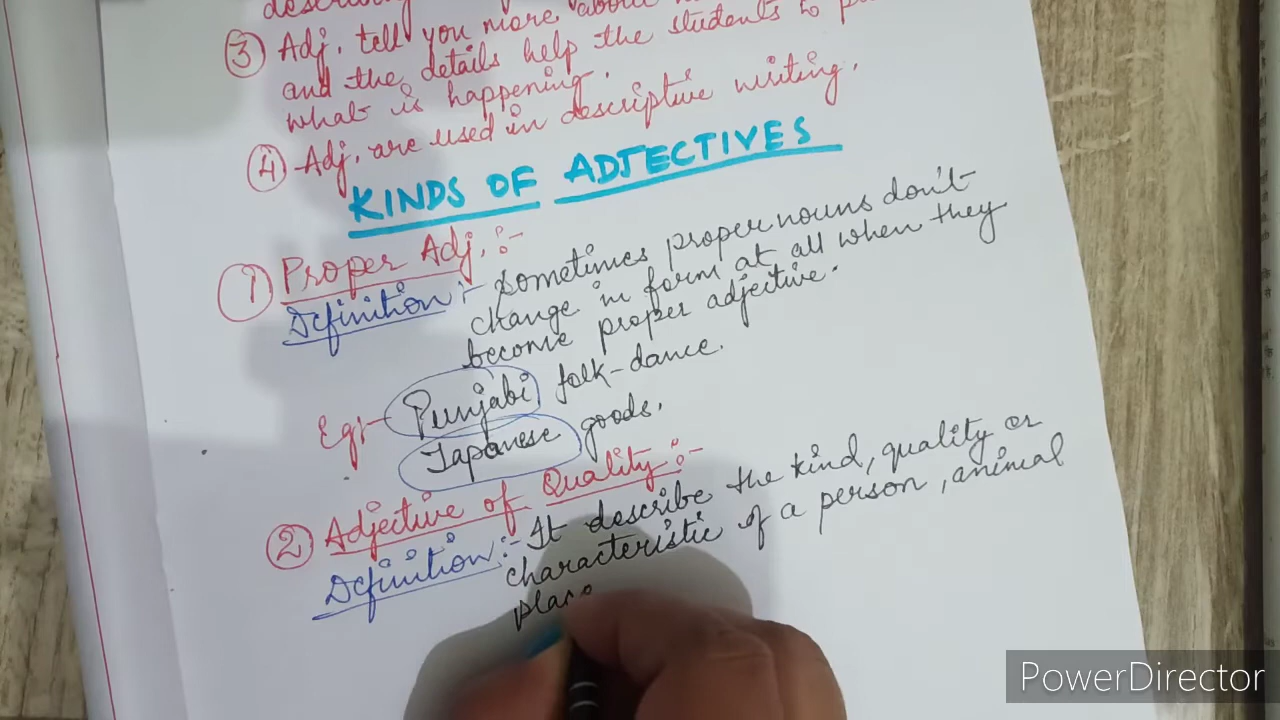 ③ Adj. tell you more about
and the details help the students to
what is happening.
④ Adj. are used in descriptive writing.
KINDS OF ADJECTIVES
① Proper Adj. :-
Definition :- Sometimes proper nouns don't
change in form at all when they
become proper adjective.
Eg:- Punjabi folk-dance.
Japanese goods.
② Adjective of Quality :-
Definition :- It describe the kind, quality or
characteristic of a person, animal
place
PowerDirector